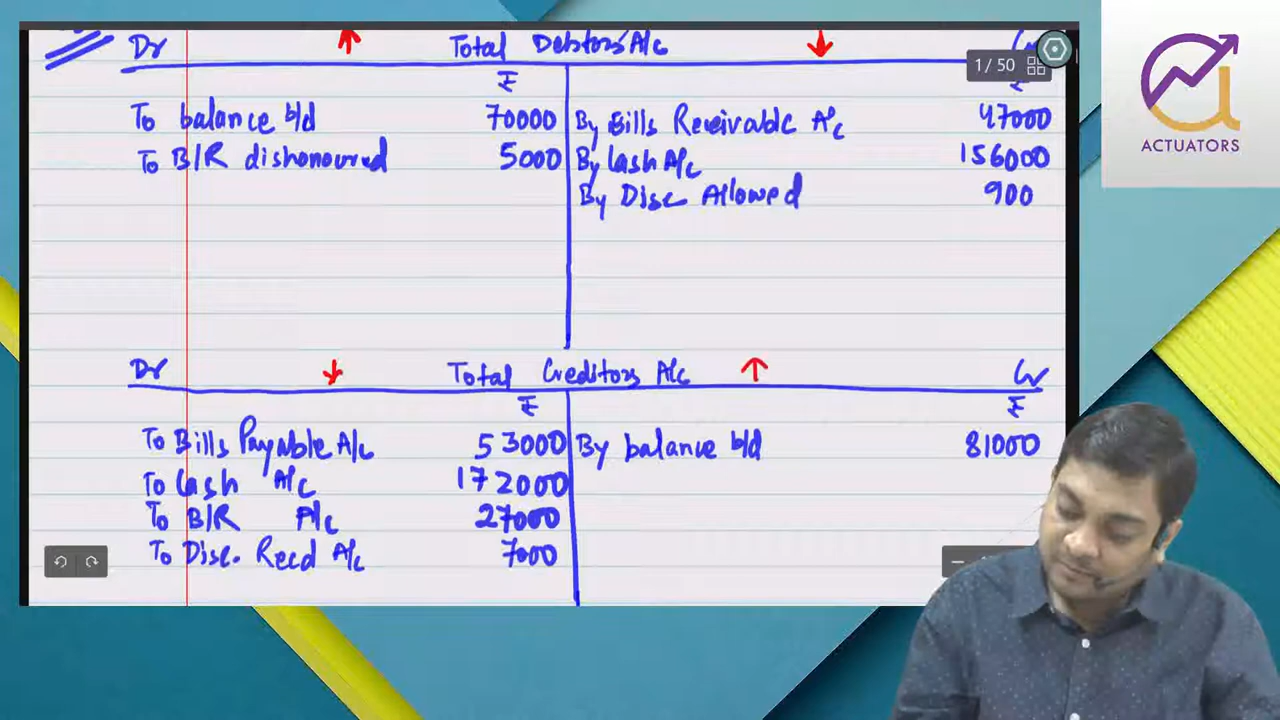 Dr Total Debtors A/c Cr
₹
1 / 50
To balance b/d 70000 By Bills Receivable A/c 47000
To B/R dishonoured 5000 By Cash A/c 156000
By Disc Allowed 900
ACTUATORS
Dr Total Creditors A/c Cr
₹ ₹
To Bills Payable A/c 53000 By balance b/d 81000
To Cash A/c 172000
To B/R A/c 27000
To Disc. Recd A/c 7000